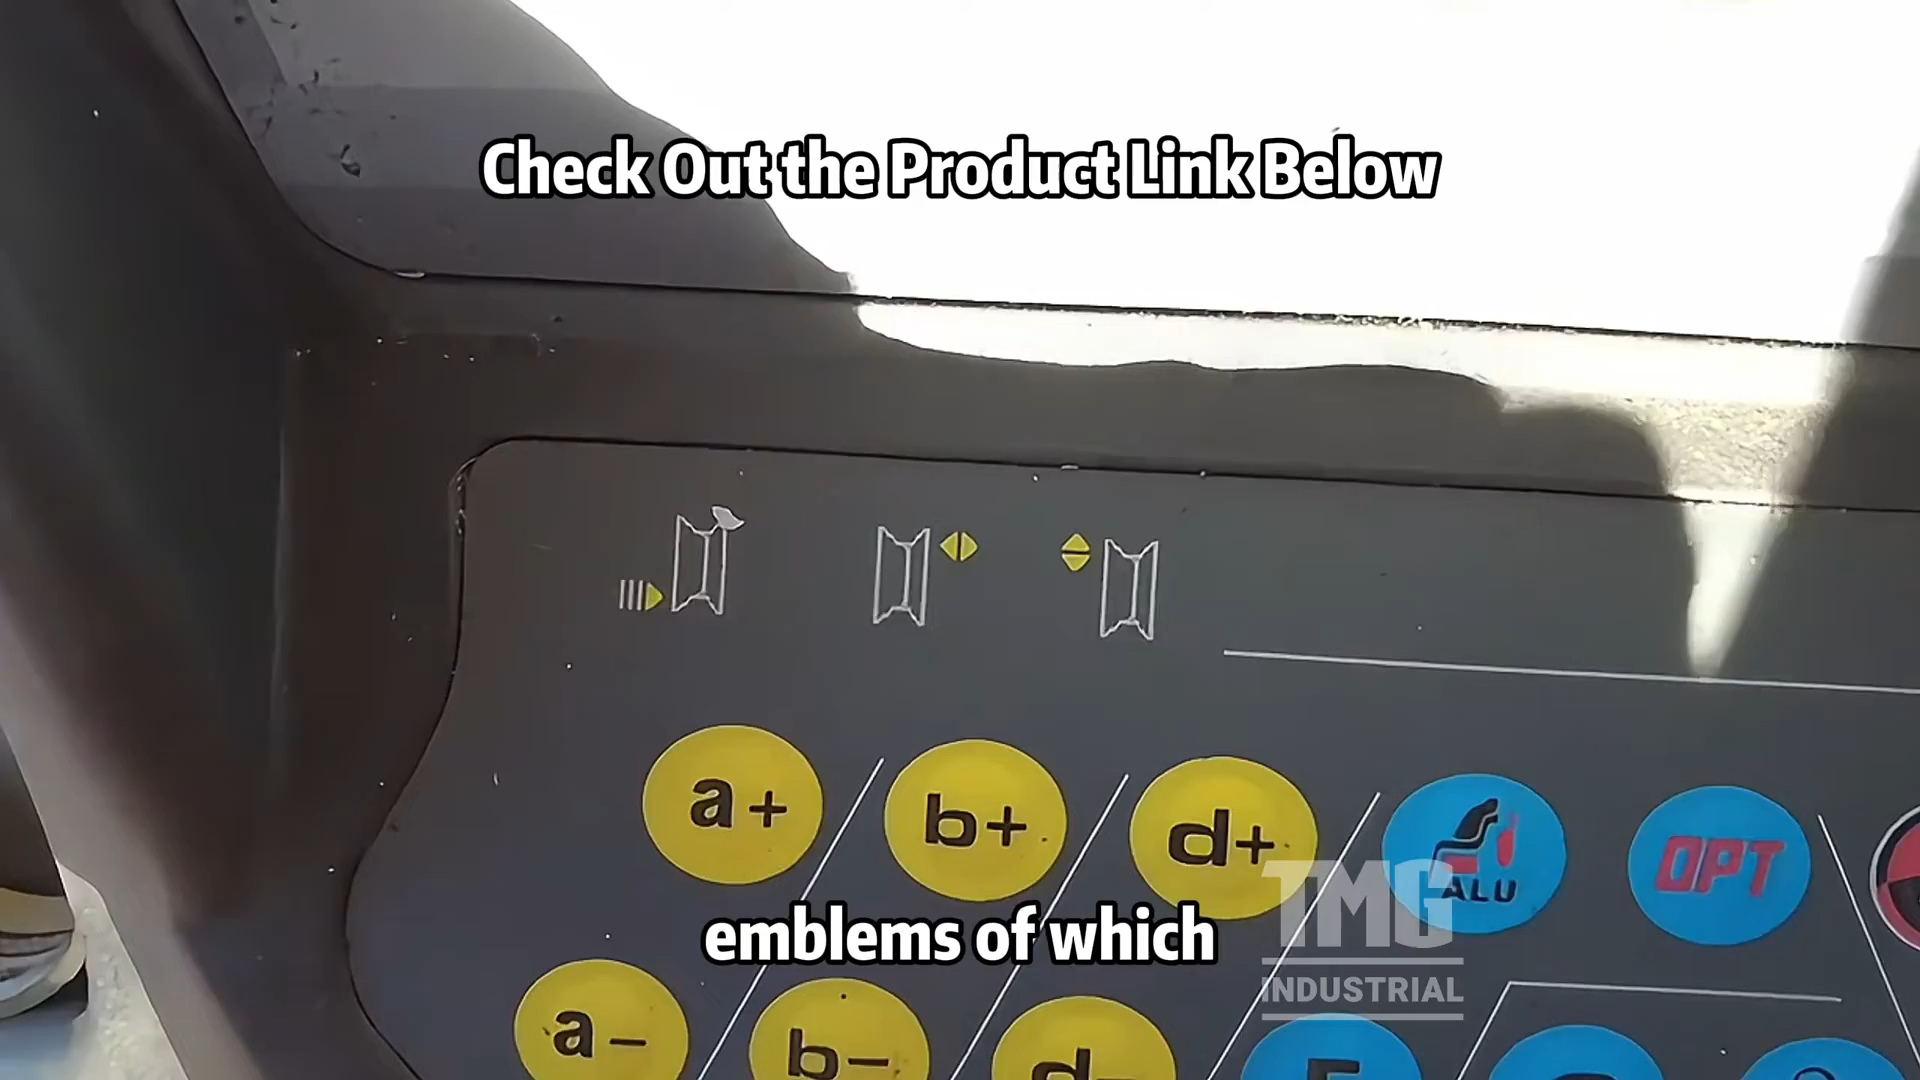 Check Out the Product Link Below
a+
b+
d+
ALU
OPT
emblems of which
TMG
INDUSTRIAL
a-
b-
d-